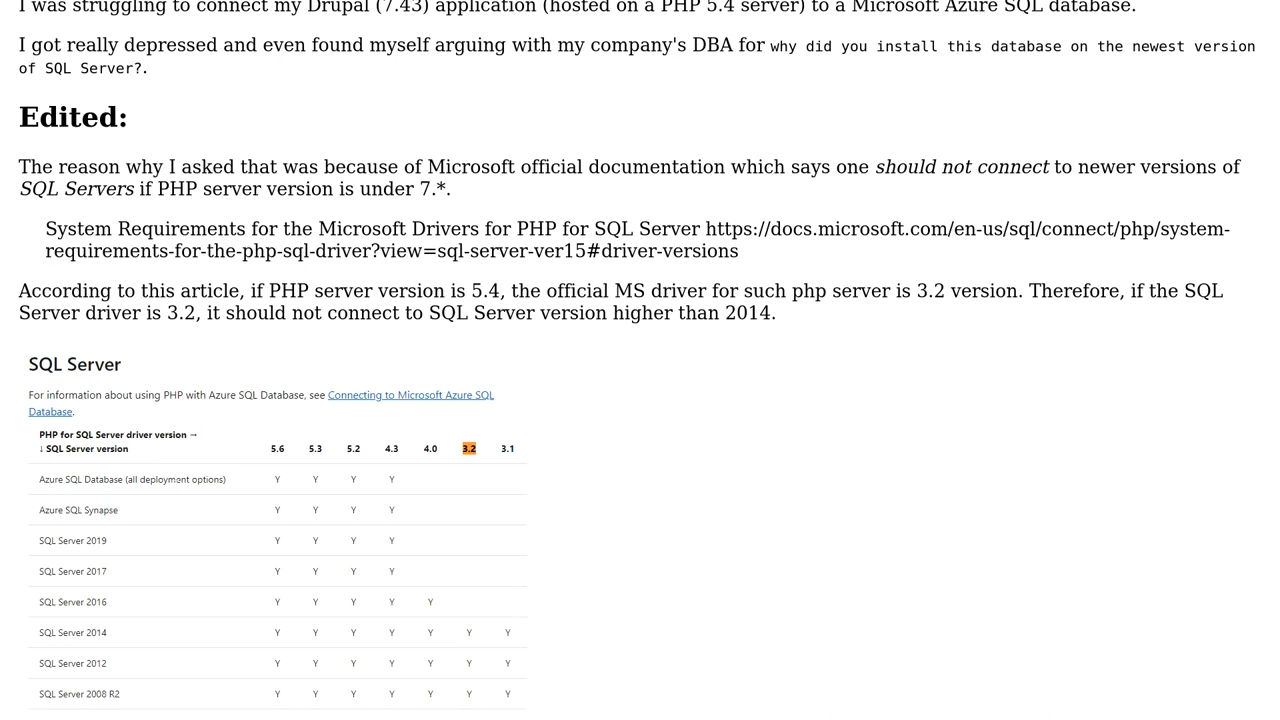 I was struggling to connect my Drupal (7.43) application (hosted on a PHP 5.4 server) to a Microsoft Azure SQL database.
I got really depressed and even found myself arguing with my company's DBA for why did you install this database on the newest version
of SQL Server?.
Edited:
The reason why I asked that was because of Microsoft official documentation which says one should not connect to newer versions of
SQL Servers if PHP server version is under 7.*.
System Requirements for the Microsoft Drivers for PHP for SQL Server https://docs.microsoft.com/en-us/sql/connect/php/system-
requirements-for-the-php-sql-driver?view=sql-server-ver15#driver-versions
According to this article, if PHP server version is 5.4, the official MS driver for such php server is 3.2 version. Therefore, if the SQL
Server driver is 3.2, it should not connect to SQL Server version higher than 2014.
SQL Server
For information about using PHP with Azure SQL Database, see Connecting to Microsoft Azure SQL
Database.
PHP for SQL Server driver version →
↓ SQL Server version 5.6 5.3 5.2 4.3 4.0 3.2 3.1
Azure SQL Database (all deployment options) Y Y Y Y
Azure SQL Synapse Y Y Y Y
SQL Server 2019 Y Y Y Y
SQL Server 2017 Y Y Y Y
SQL Server 2016 Y Y Y Y Y
SQL Server 2014 Y Y Y Y Y Y Y
SQL Server 2012 Y Y Y Y Y Y Y
SQL Server 2008 R2 Y Y Y Y Y Y Y